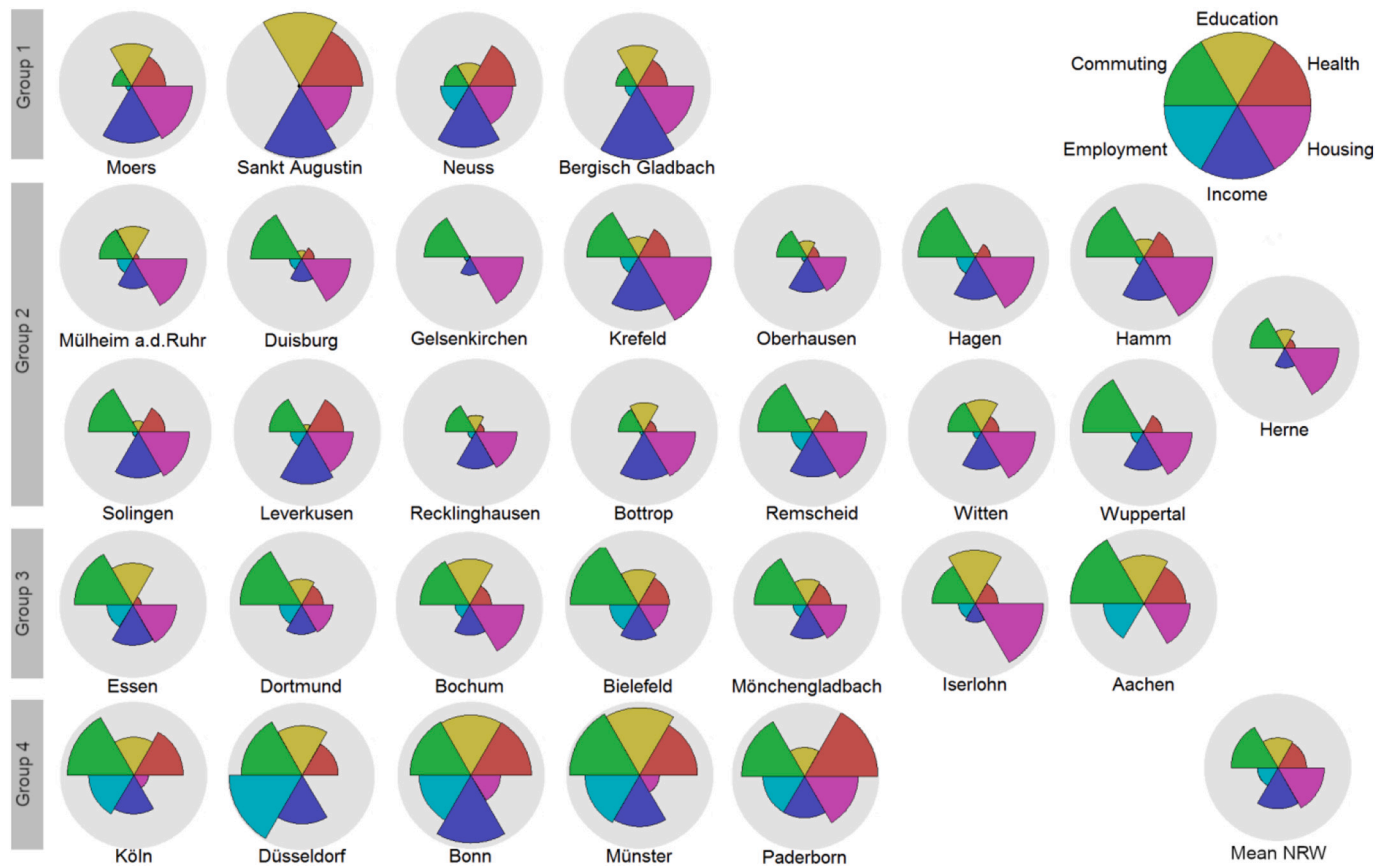 Group 1
Moers
Sankt Augustin
Neuss
Bergisch Gladbach
Education
Commuting
Health
Employment
Housing
Income
Group 2
Mülheim a.d.Ruhr
Duisburg
Gelsenkirchen
Krefeld
Oberhausen
Hagen
Hamm
Herne
Solingen
Leverkusen
Recklinghausen
Bottrop
Remscheid
Witten
Wuppertal
Group 3
Essen
Dortmund
Bochum
Bielefeld
Mönchengladbach
Iserlohn
Aachen
Group 4
Köln
Düsseldorf
Bonn
Münster
Paderborn
Mean NRW